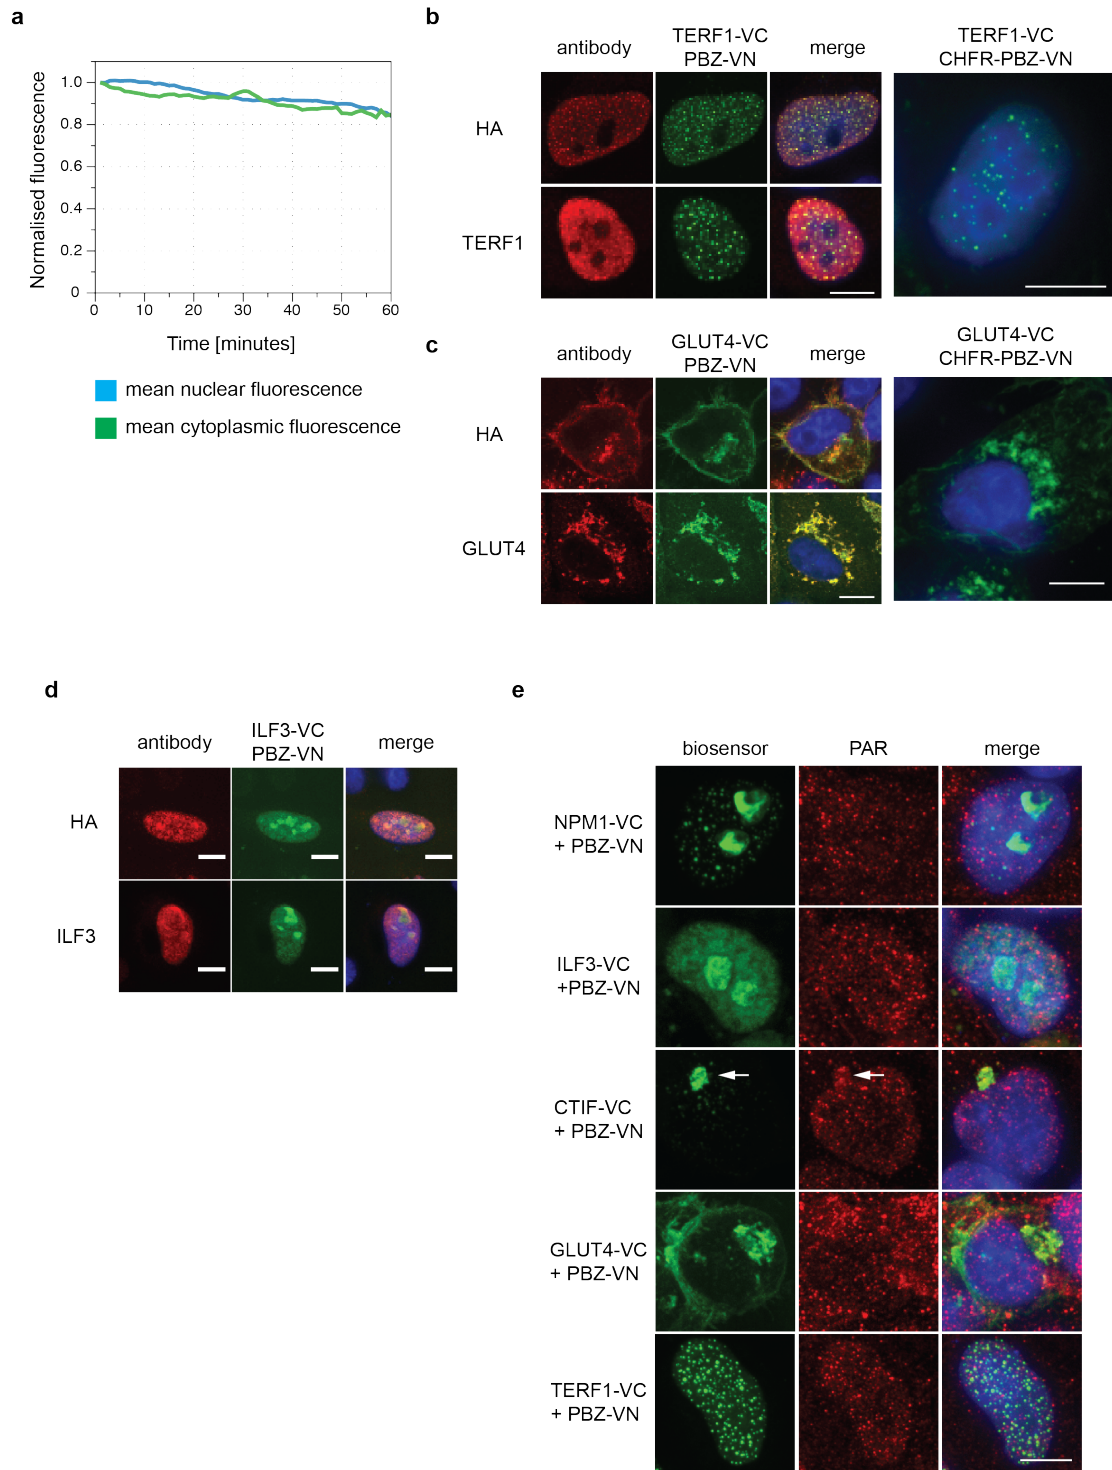 a
Normalised fluorescence
1.0
0.8
0.6
0.4
0.2
0
0 10 20 30 40 50 60
Time [minutes]
mean nuclear fluorescence
mean cytoplasmic fluorescence
b
antibody
TERF1-VC
PBZ-VN
merge
TERF1-VC
CHFR-PBZ-VN
HA
TERF1
c
antibody
GLUT4-VC
PBZ-VN
merge
GLUT4-VC
CHFR-PBZ-VN
HA
GLUT4
d
antibody
ILF3-VC
PBZ-VN
merge
HA
ILF3
e
biosensor PAR merge
NPM1-VC
+ PBZ-VN
ILF3-VC
+PBZ-VN
CTIF-VC
+ PBZ-VN
GLUT4-VC
+ PBZ-VN
TERF1-VC
+ PBZ-VN